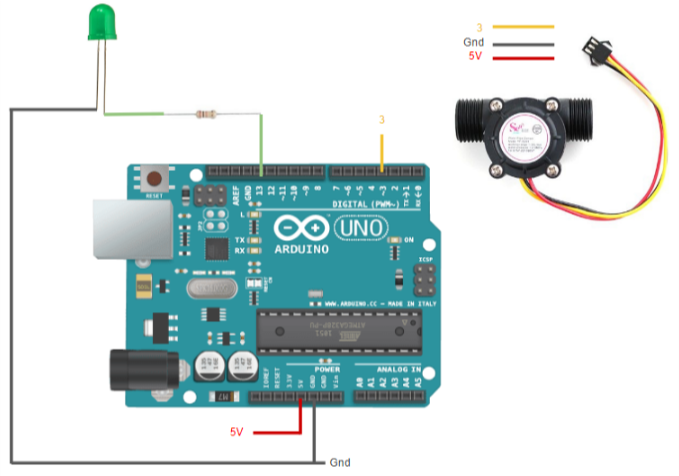 3
Gnd
5V
3
RESET
AREF
GND
13
12
~11
~10
~9
8
7
~6
~5
4
~3
2
TX→1
RX←0
DIGITAL (PWM~)
L
TX
RX
UNO
ARDUINO
ON
ICSP
WWW.ARDUINO.CC — MADE IN ITALY
POWER
ANALOG IN
IOREF
RESET
3.3V
5V
GND
GND
Vin
A0
A1
A2
A3
A4
A5
5V
Gnd